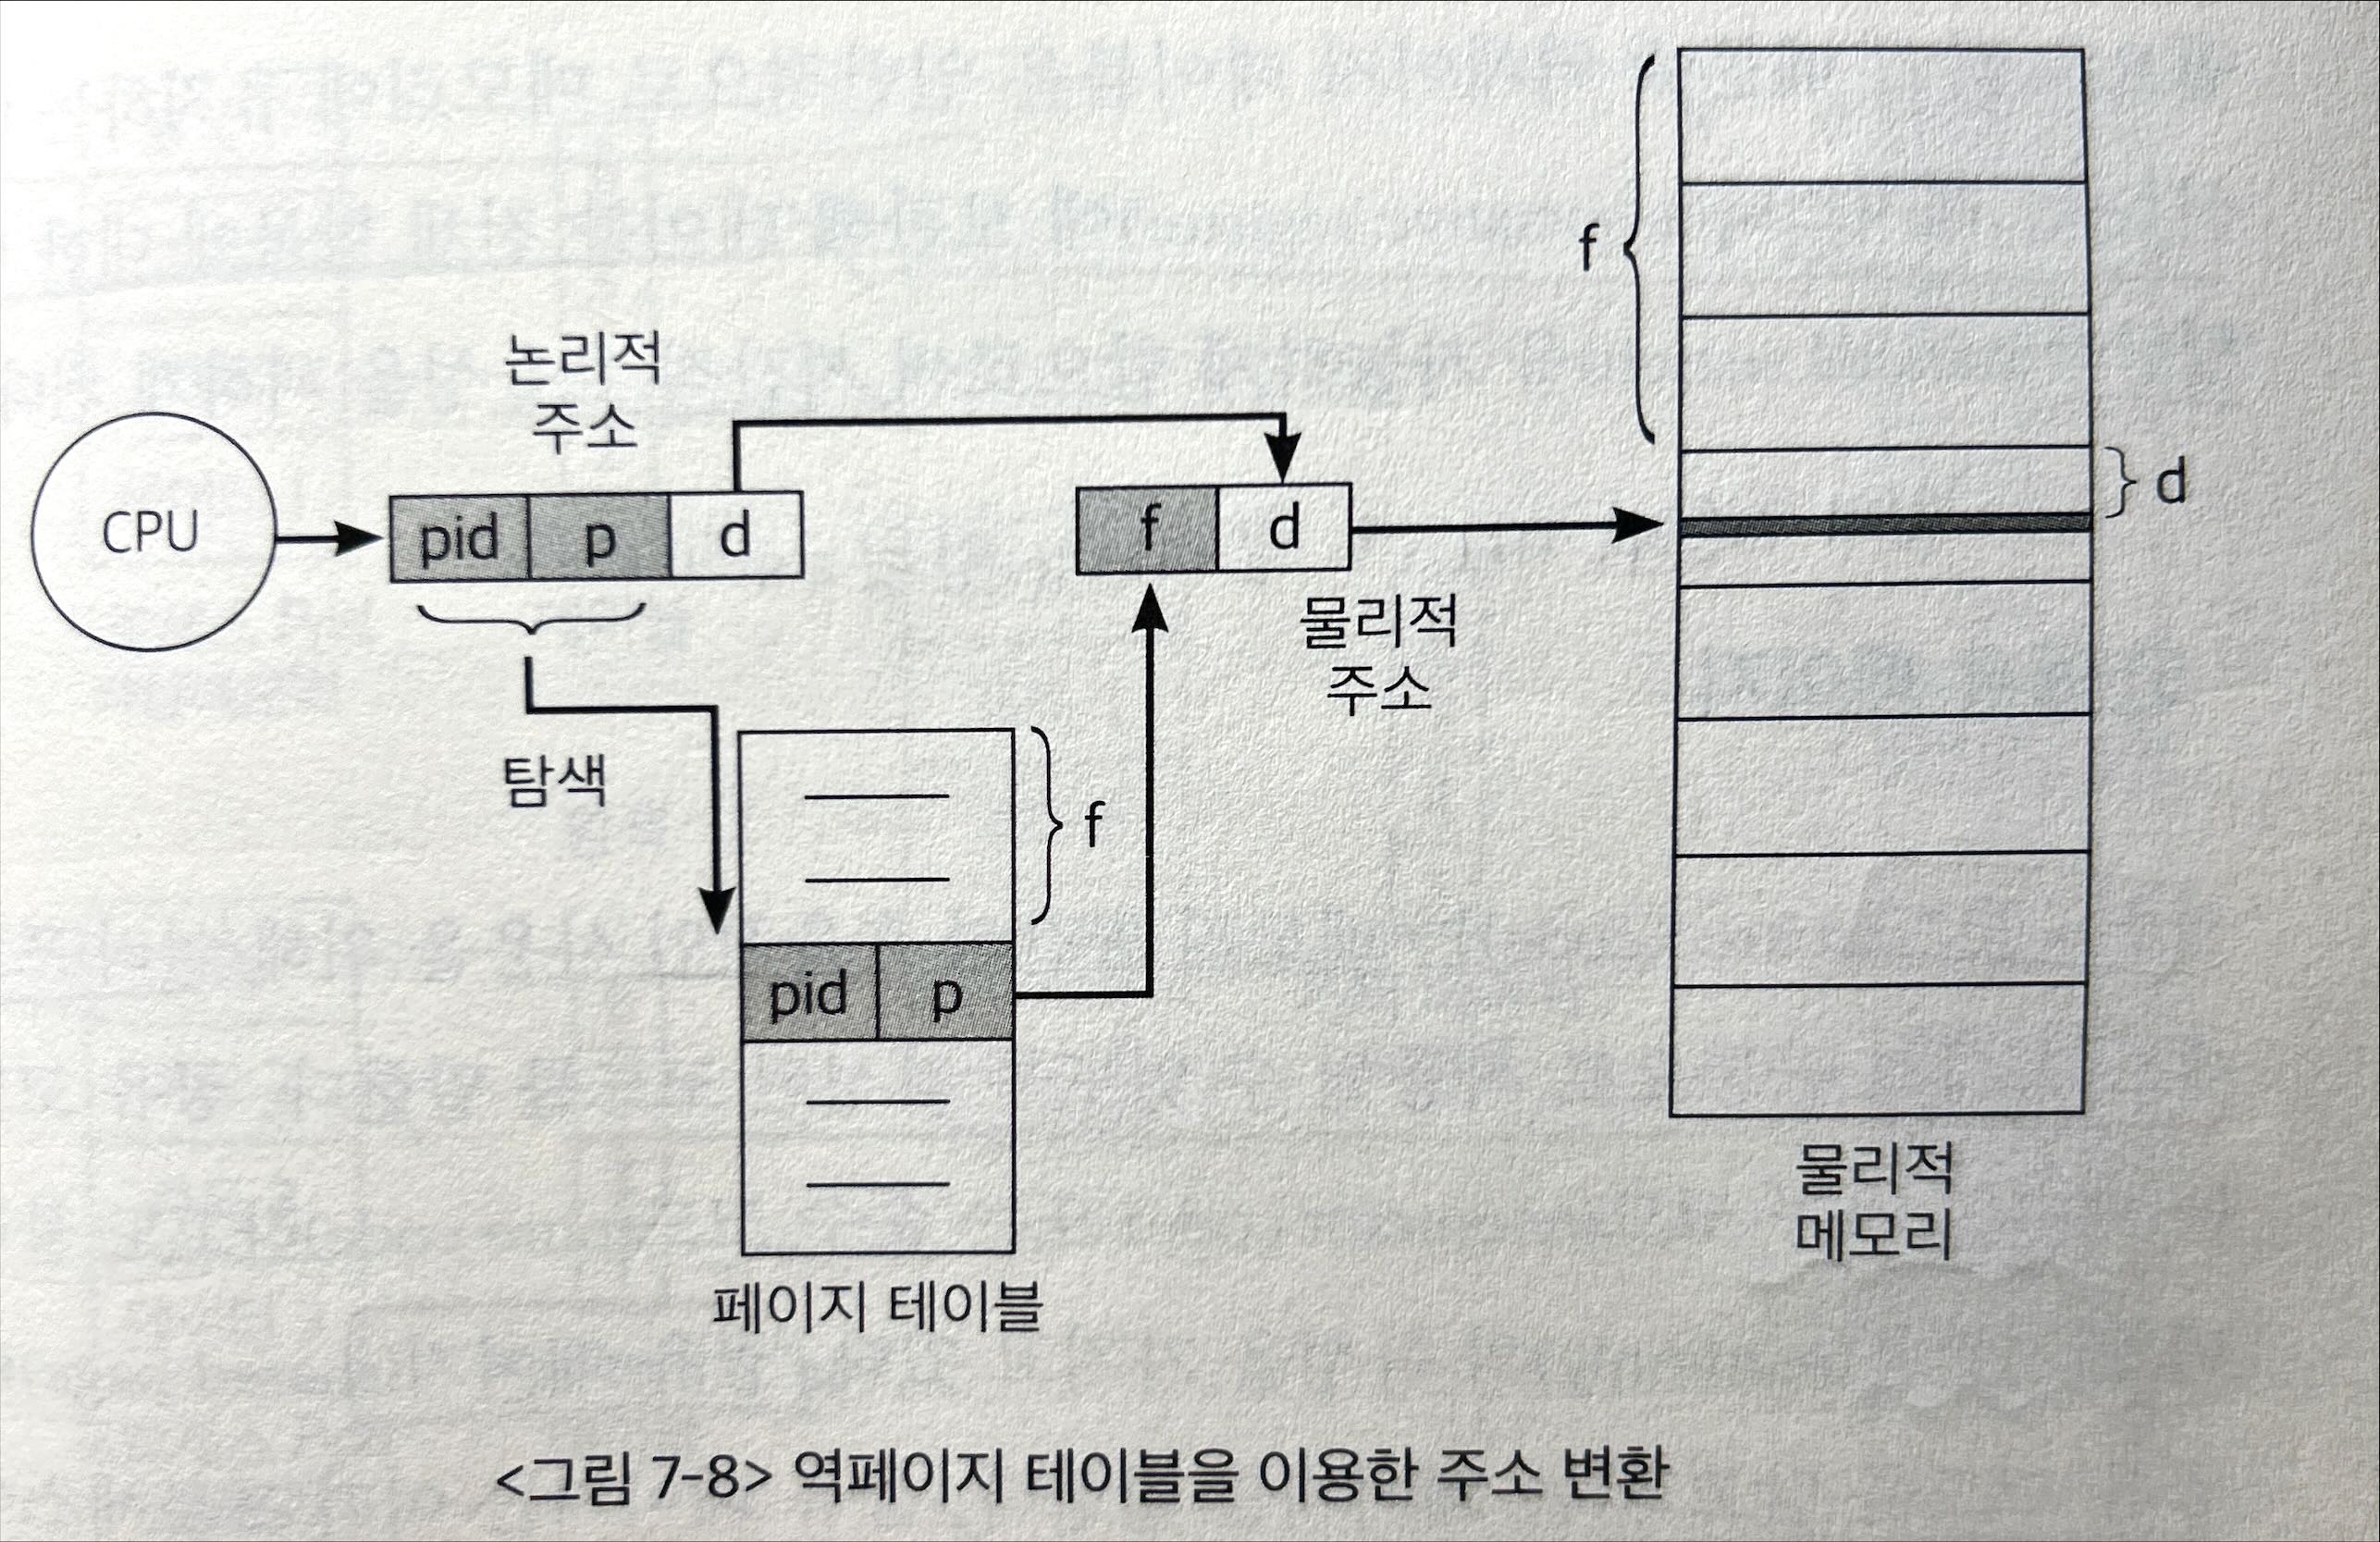 f
논리적
주소
CPU
pid p d
f d
d
물리적
주소
탐색
f
pid p
페이지 테이블
물리적
메모리
<그림 7-8> 역페이지 테이블을 이용한 주소 변환